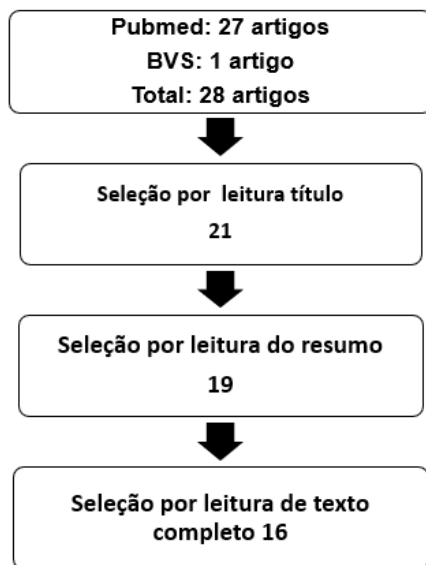 Pubmed: 27 artigos
BVS: 1 artigo
Total: 28 artigos
Seleção por leitura título
21
Seleção por leitura do resumo
19
Seleção por leitura de texto
completo 16